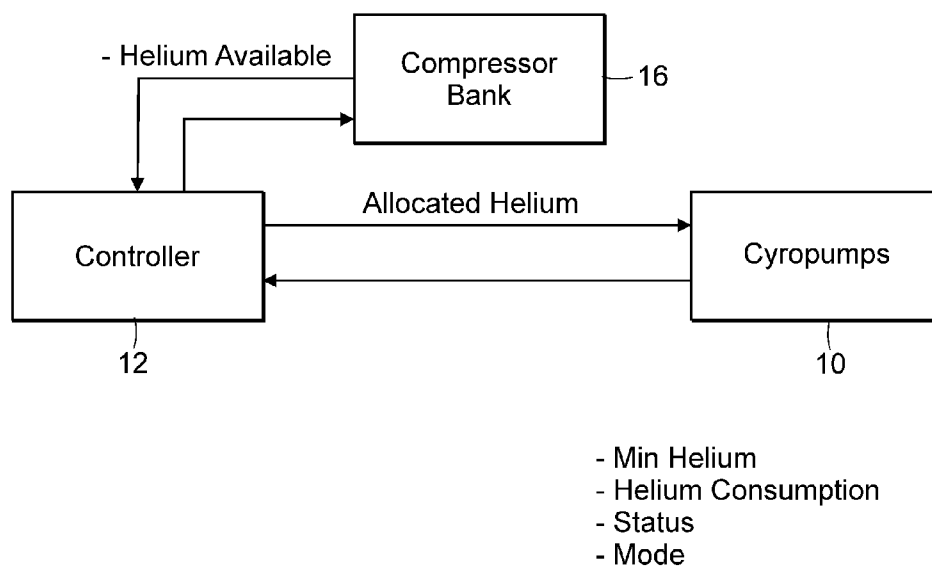 - Helium Available
Compressor
Bank
16
Allocated Helium
Controller
Cyropumps
12
10
- Min Helium
- Helium Consumption
- Status
- Mode